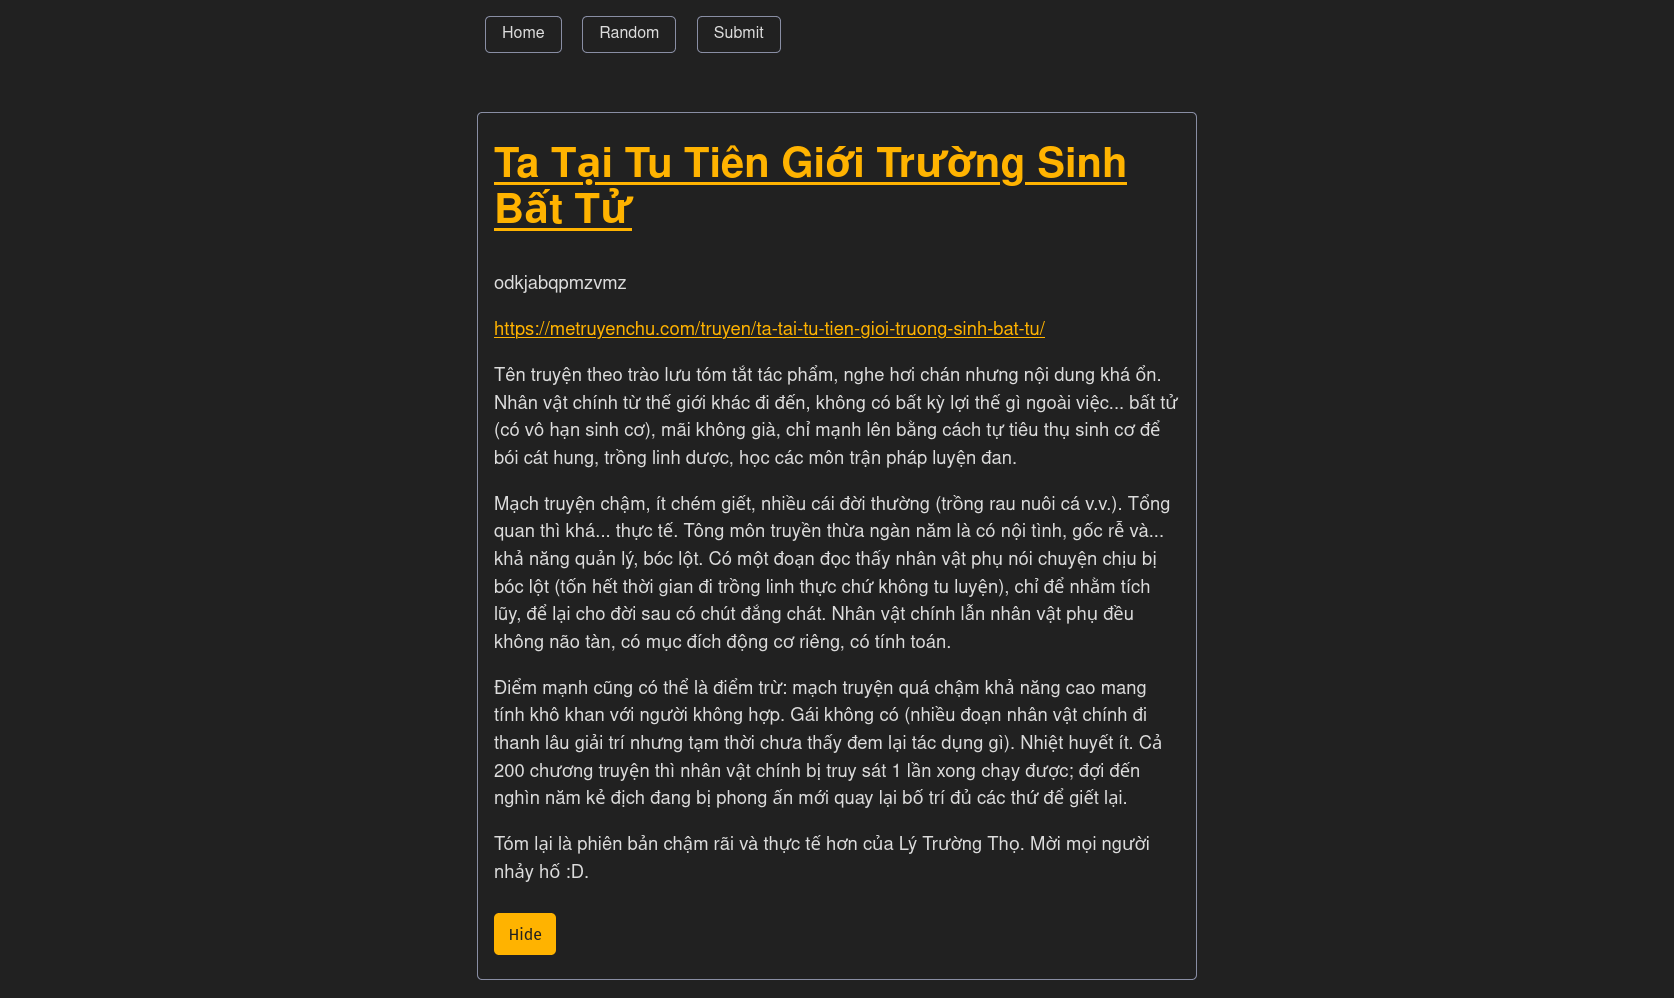 Home Random Submit
Ta Tại Tu Tiên Giới Trường Sinh
Bất Tử
odkjabqpmzvmz
https://metruyenchu.com/truyen/ta-tai-tu-tien-gioi-truong-sinh-bat-tu/
Tên truyện theo trào lưu tóm tắt tác phẩm, nghe hơi chán nhưng nội dung khá ổn.
Nhân vật chính từ thế giới khác đi đến, không có bất kỳ lợi thế gì ngoài việc... bất tử
(có vô hạn sinh cơ), mãi không già, chỉ mạnh lên bằng cách tự tiêu thụ sinh cơ để
bói cát hung, trồng linh dược, học các môn trận pháp luyện đan.
Mạch truyện chậm, ít chém giết, nhiều cái đời thường (trồng rau nuôi cá v.v.). Tổng
quan thì khá... thực tế. Tông môn truyền thừa ngàn năm là có nội tình, gốc rễ và...
khả năng quản lý, bóc lột. Có một đoạn đọc thấy nhân vật phụ nói chuyện chịu bị
bóc lột (tốn hết thời gian đi trồng linh thực chứ không tu luyện), chỉ để nhằm tích
lũy, để lại cho đời sau có chút đắng chát. Nhân vật chính lẫn nhân vật phụ đều
không não tàn, có mục đích động cơ riêng, có tính toán.
Điểm mạnh cũng có thể là điểm trừ: mạch truyện quá chậm khả năng cao mang
tính khô khan với người không hợp. Gái không có (nhiều đoạn nhân vật chính đi
thanh lâu giải trí nhưng tạm thời chưa thấy đem lại tác dụng gì). Nhiệt huyết ít. Cả
200 chương truyện thì nhân vật chính bị truy sát 1 lần xong chạy được; đợi đến
nghìn năm kẻ địch đang bị phong ấn mới quay lại bố trí đủ các thứ để giết lại.
Tóm lại là phiên bản chậm rãi và thực tế hơn của Lý Trường Thọ. Mời mọi người
nhảy hố :D.
Hide